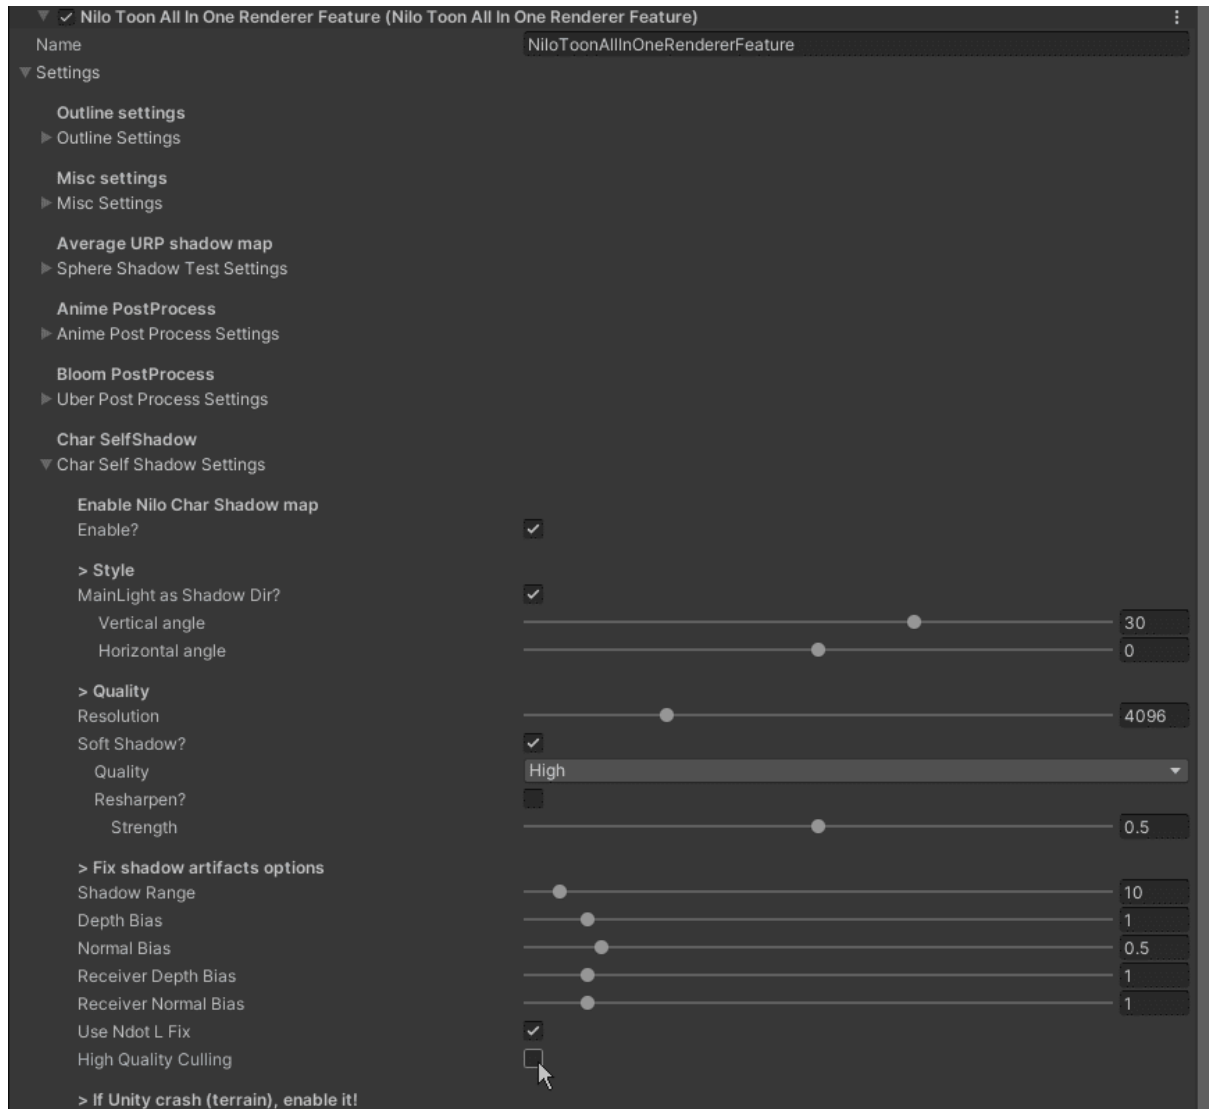 Nilo Toon All In One Renderer Feature (Nilo Toon All In One Renderer Feature)
Name NiloToonAllInOneRendererFeature
Settings
Outline settings
Outline Settings
Misc settings
Misc Settings
Average URP shadow map
Sphere Shadow Test Settings
Anime PostProcess
Anime Post Process Settings
Bloom PostProcess
Uber Post Process Settings
Char SelfShadow
Char Self Shadow Settings
Enable Nilo Char Shadow map
Enable?
> Style
MainLight as Shadow Dir?
Vertical angle 30
Horizontal angle 0
> Quality
Resolution 4096
Soft Shadow?
Quality High
Resharpen?
Strength 0.5
> Fix shadow artifacts options
Shadow Range 10
Depth Bias 1
Normal Bias 0.5
Receiver Depth Bias 1
Receiver Normal Bias 1
Use Ndot L Fix
High Quality Culling
> If Unity crash (terrain), enable it!